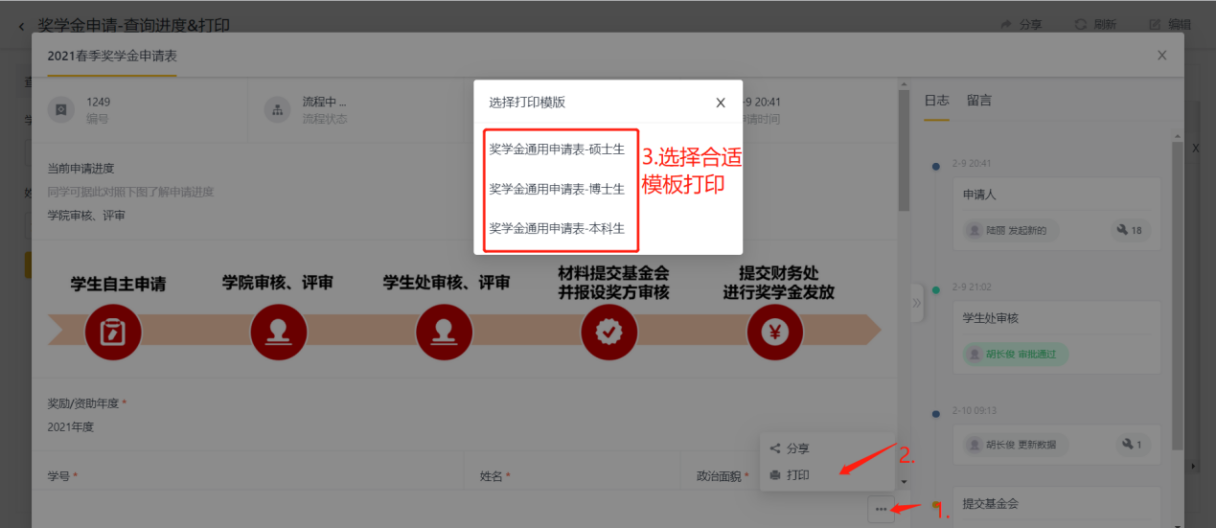 奖学金申请-查询进度&打印
分享
刷新
编辑
2021春季奖学金申请表
1249
编号
流程中 ...
流程状态
-9 20:41
申请时间
选择打印模版
奖学金通用申请表-硕士生
奖学金通用申请表-博士生
奖学金通用申请表-本科生
3.选择合适
模板打印
当前申请进度
同学可据此对照下图了解申请进度
学院审核、评审
学生自主申请
学院审核、评审
学生处审核、评审
材料提交基金会
并报设奖方审核
提交财务处
进行奖学金发放
奖励/资助年度 *
2021年度
学号 *
姓名 *
政治面貌 *
分享
打印
2.
1.
日志
留言
2-9 20:41
申请人
陆丽 发起新的
18
2-9 21:02
学生处审核
胡长俊 审批通过
2-10 09:13
胡长俊 更新数据
1
提交基金会